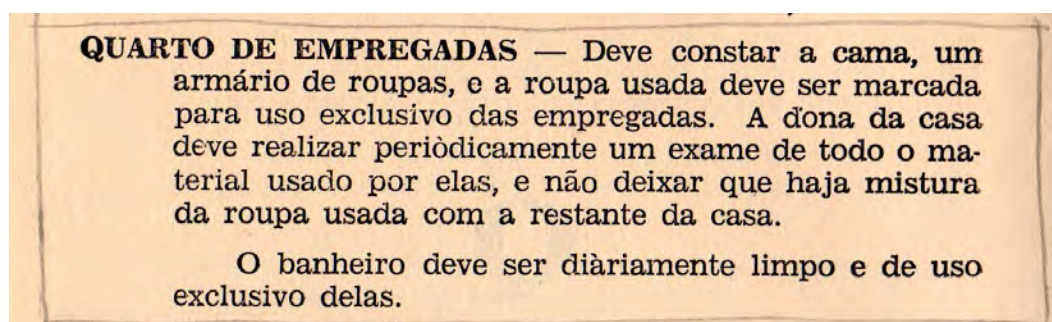 QUARTO DE EMPREGADAS — Deve constar a cama, um
armário de roupas, e a roupa usada deve ser marcada
para uso exclusivo das empregadas. A dona da casa
deve realizar periòdicamente um exame de todo o ma-
terial usado por elas, e não deixar que haja mistura
da roupa usada com a restante da casa.
O banheiro deve ser diàriamente limpo e de uso
exclusivo delas.